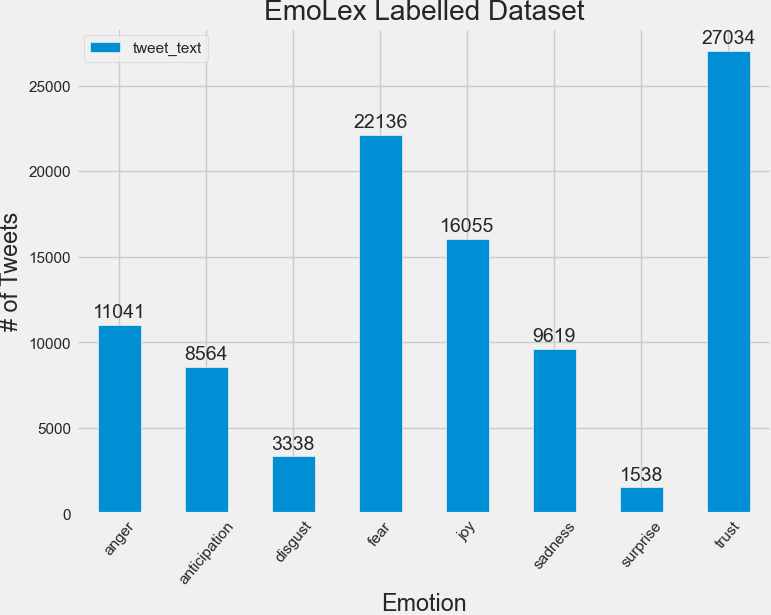 EmoLex Labelled Dataset
tweet_text
# of Tweets
25000
20000
15000
10000
5000
0
11041
8564
3338
22136
16055
9619
1538
27034
anger
anticipation
disgust
fear
joy
sadness
surprise
trust
Emotion